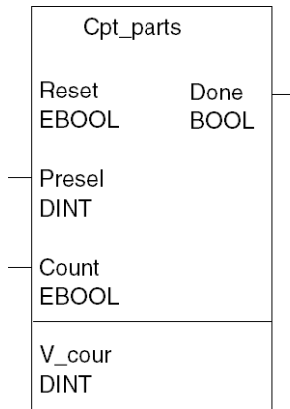 Cpt_parts
Reset Done
EBOOL BOOL
Presel
DINT
Count
EBOOL
V_cour
DINT